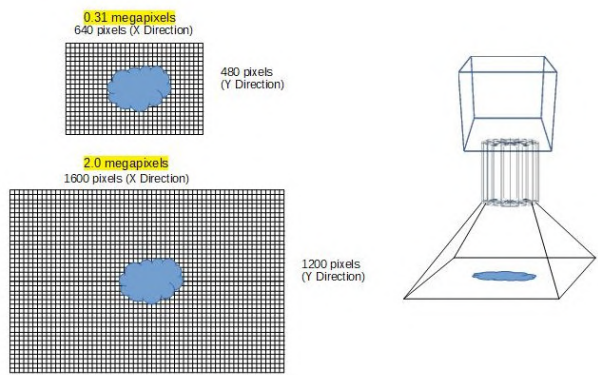 0.31 megapixels
640 pixels (X Direction)
480 pixels
(Y Direction)
2.0 megapixels
1600 pixels (X Direction)
1200 pixels
(Y Direction)